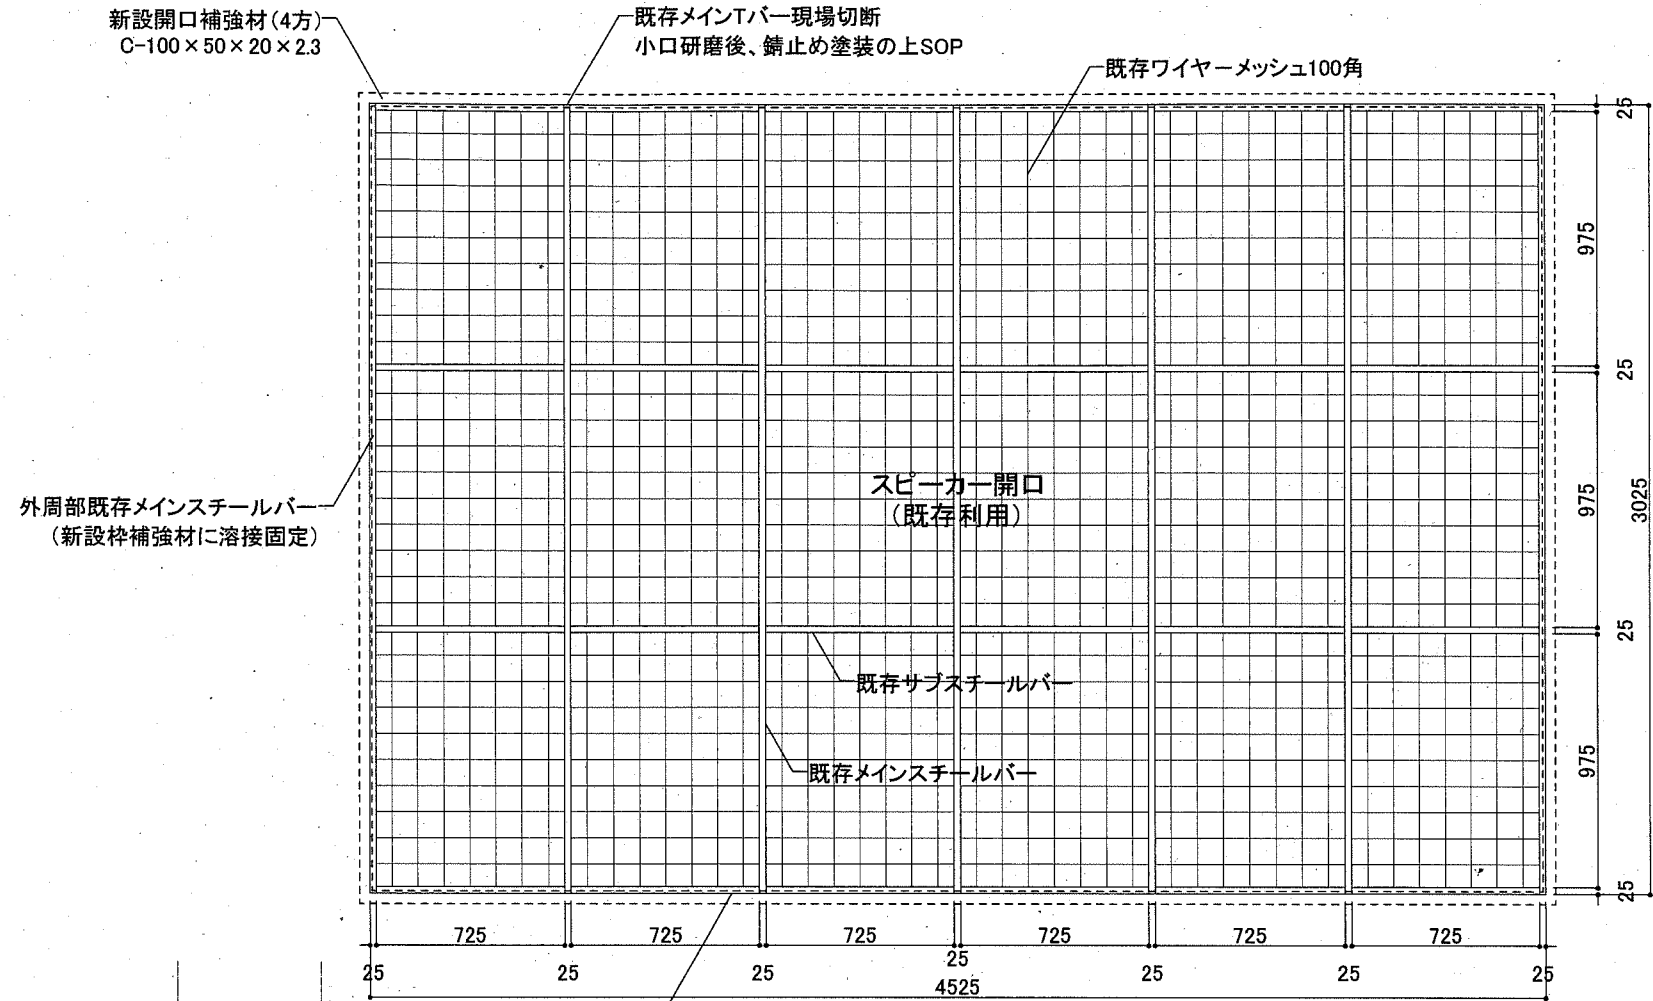 新設開口補強材(4方)
C-100×50×20×2.3
既存メインTバー現場切断
小口研磨後、錆止め塗装の上SOP
既存ワイヤーメッシュ100角
25
975
25
975
3025
25
975
25
外周部既存メインスチールバー
(新設枠補強材に溶接固定)
スピーカー開口
(既存利用)
既存サブスチールバー
既存メインスチールバー
725 725 725 725 725 725
25 25 25 25 25 25 25
4525